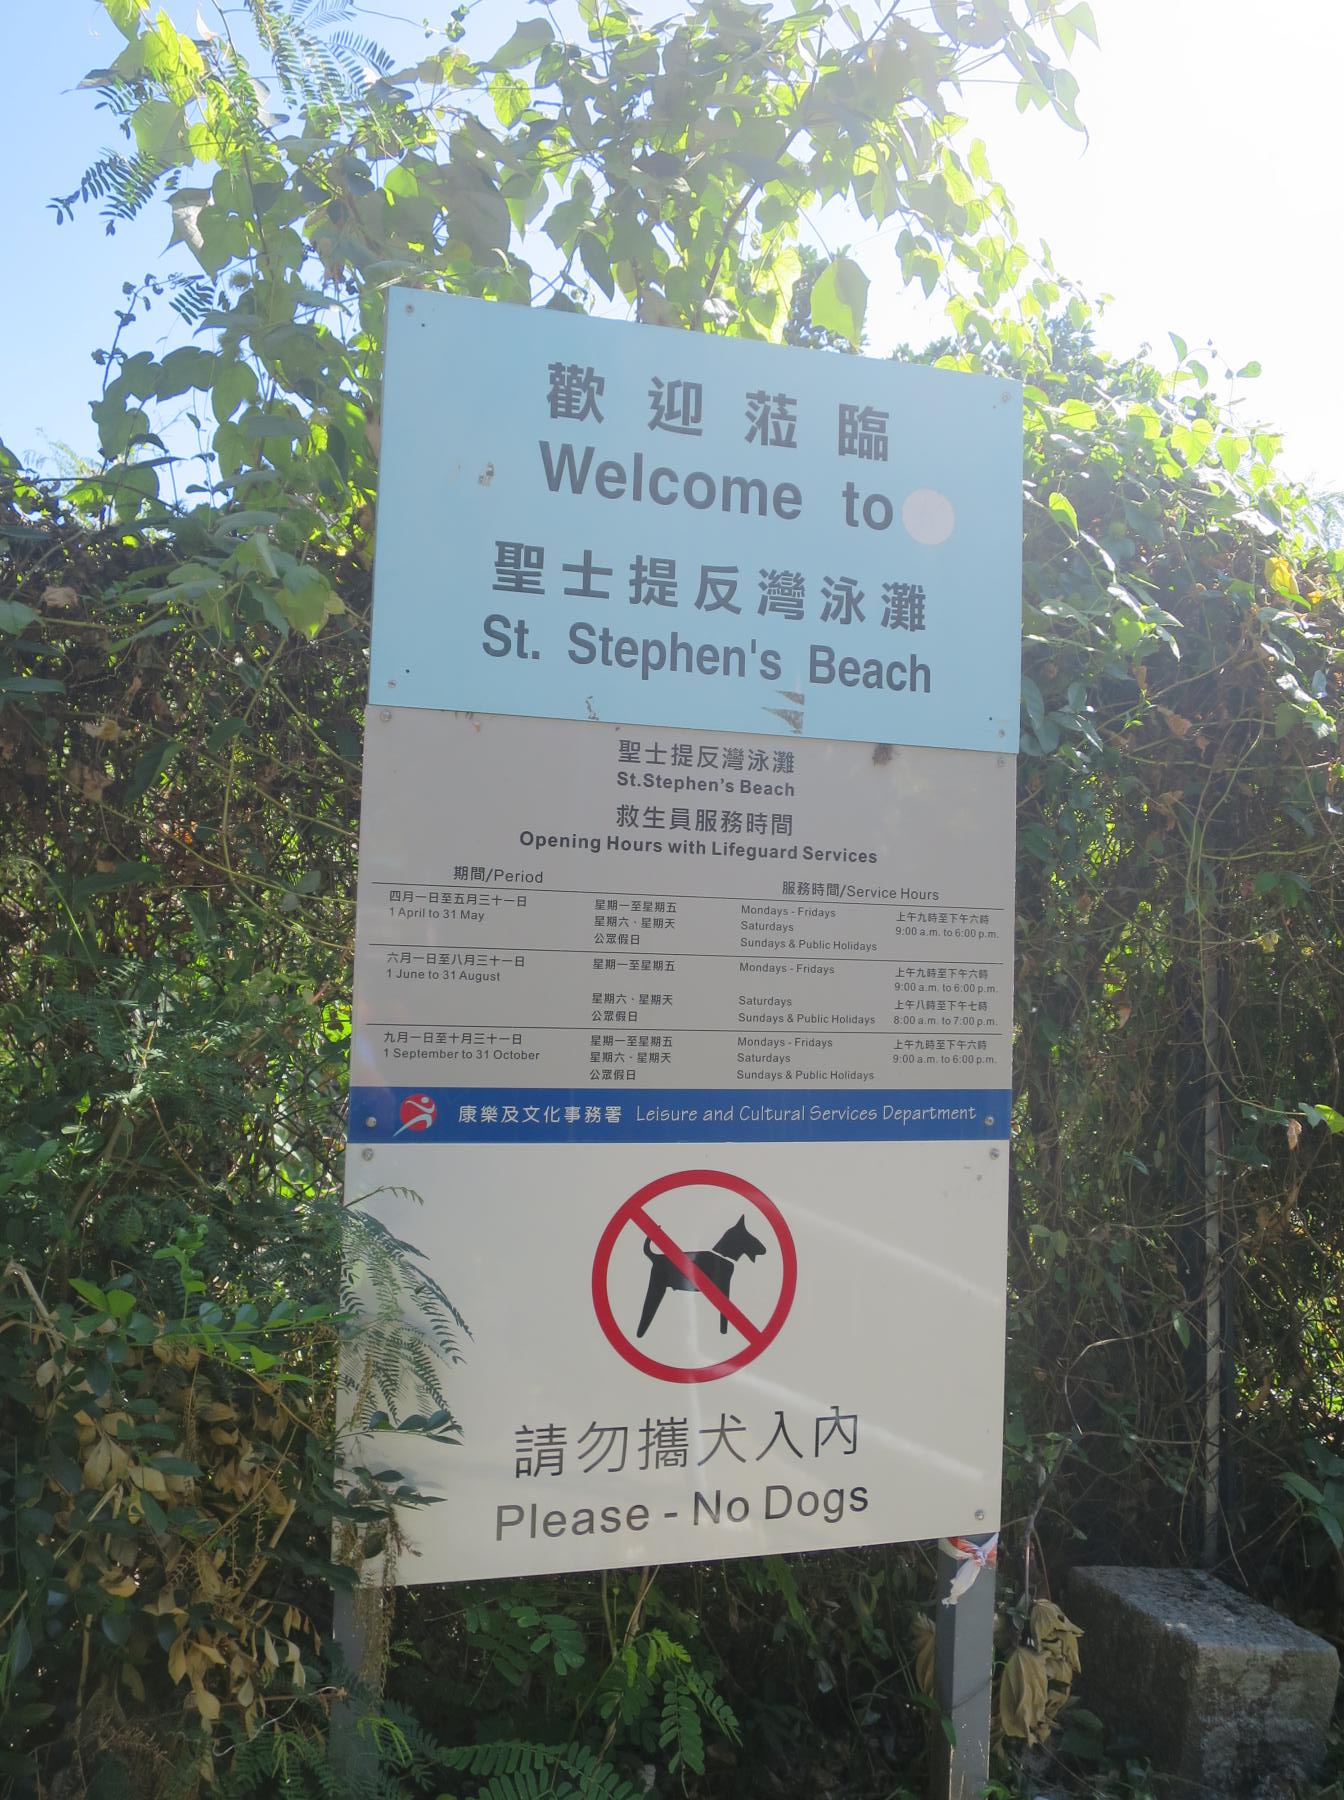 歡迎蒞臨
Welcome to
聖士提反灣泳灘
St. Stephen's Beach
聖士提反灣泳灘
St.Stephen's Beach
救生員服務時間
Opening Hours with Lifeguard Services
期間/Period 服務時間/Service Hours
四月一日至五月三十一日 星期一至星期五 Mondays - Fridays 上午九時至下午六時
1 April to 31 May 星期六、星期天 Saturdays 9:00 a.m. to 6:00 p.m.
公眾假日 Sundays & Public Holidays
六月一日至八月三十一日 星期一至星期五 Mondays - Fridays 上午九時至下午六時
1 June to 31 August 9:00 a.m. to 6:00 p.m.
星期六、星期天 Saturdays 上午八時至下午七時
公眾假日 Sundays & Public Holidays 8:00 a.m. to 7:00 p.m.
九月一日至十月三十一日 星期一至星期五 Mondays - Fridays 上午九時至下午六時
1 September to 31 October 星期六、星期天 Saturdays 9:00 a.m. to 6:00 p.m.
公眾假日 Sundays & Public Holidays
康樂及文化事務署 Leisure and Cultural Services Department
請勿攜犬入內
Please - No Dogs